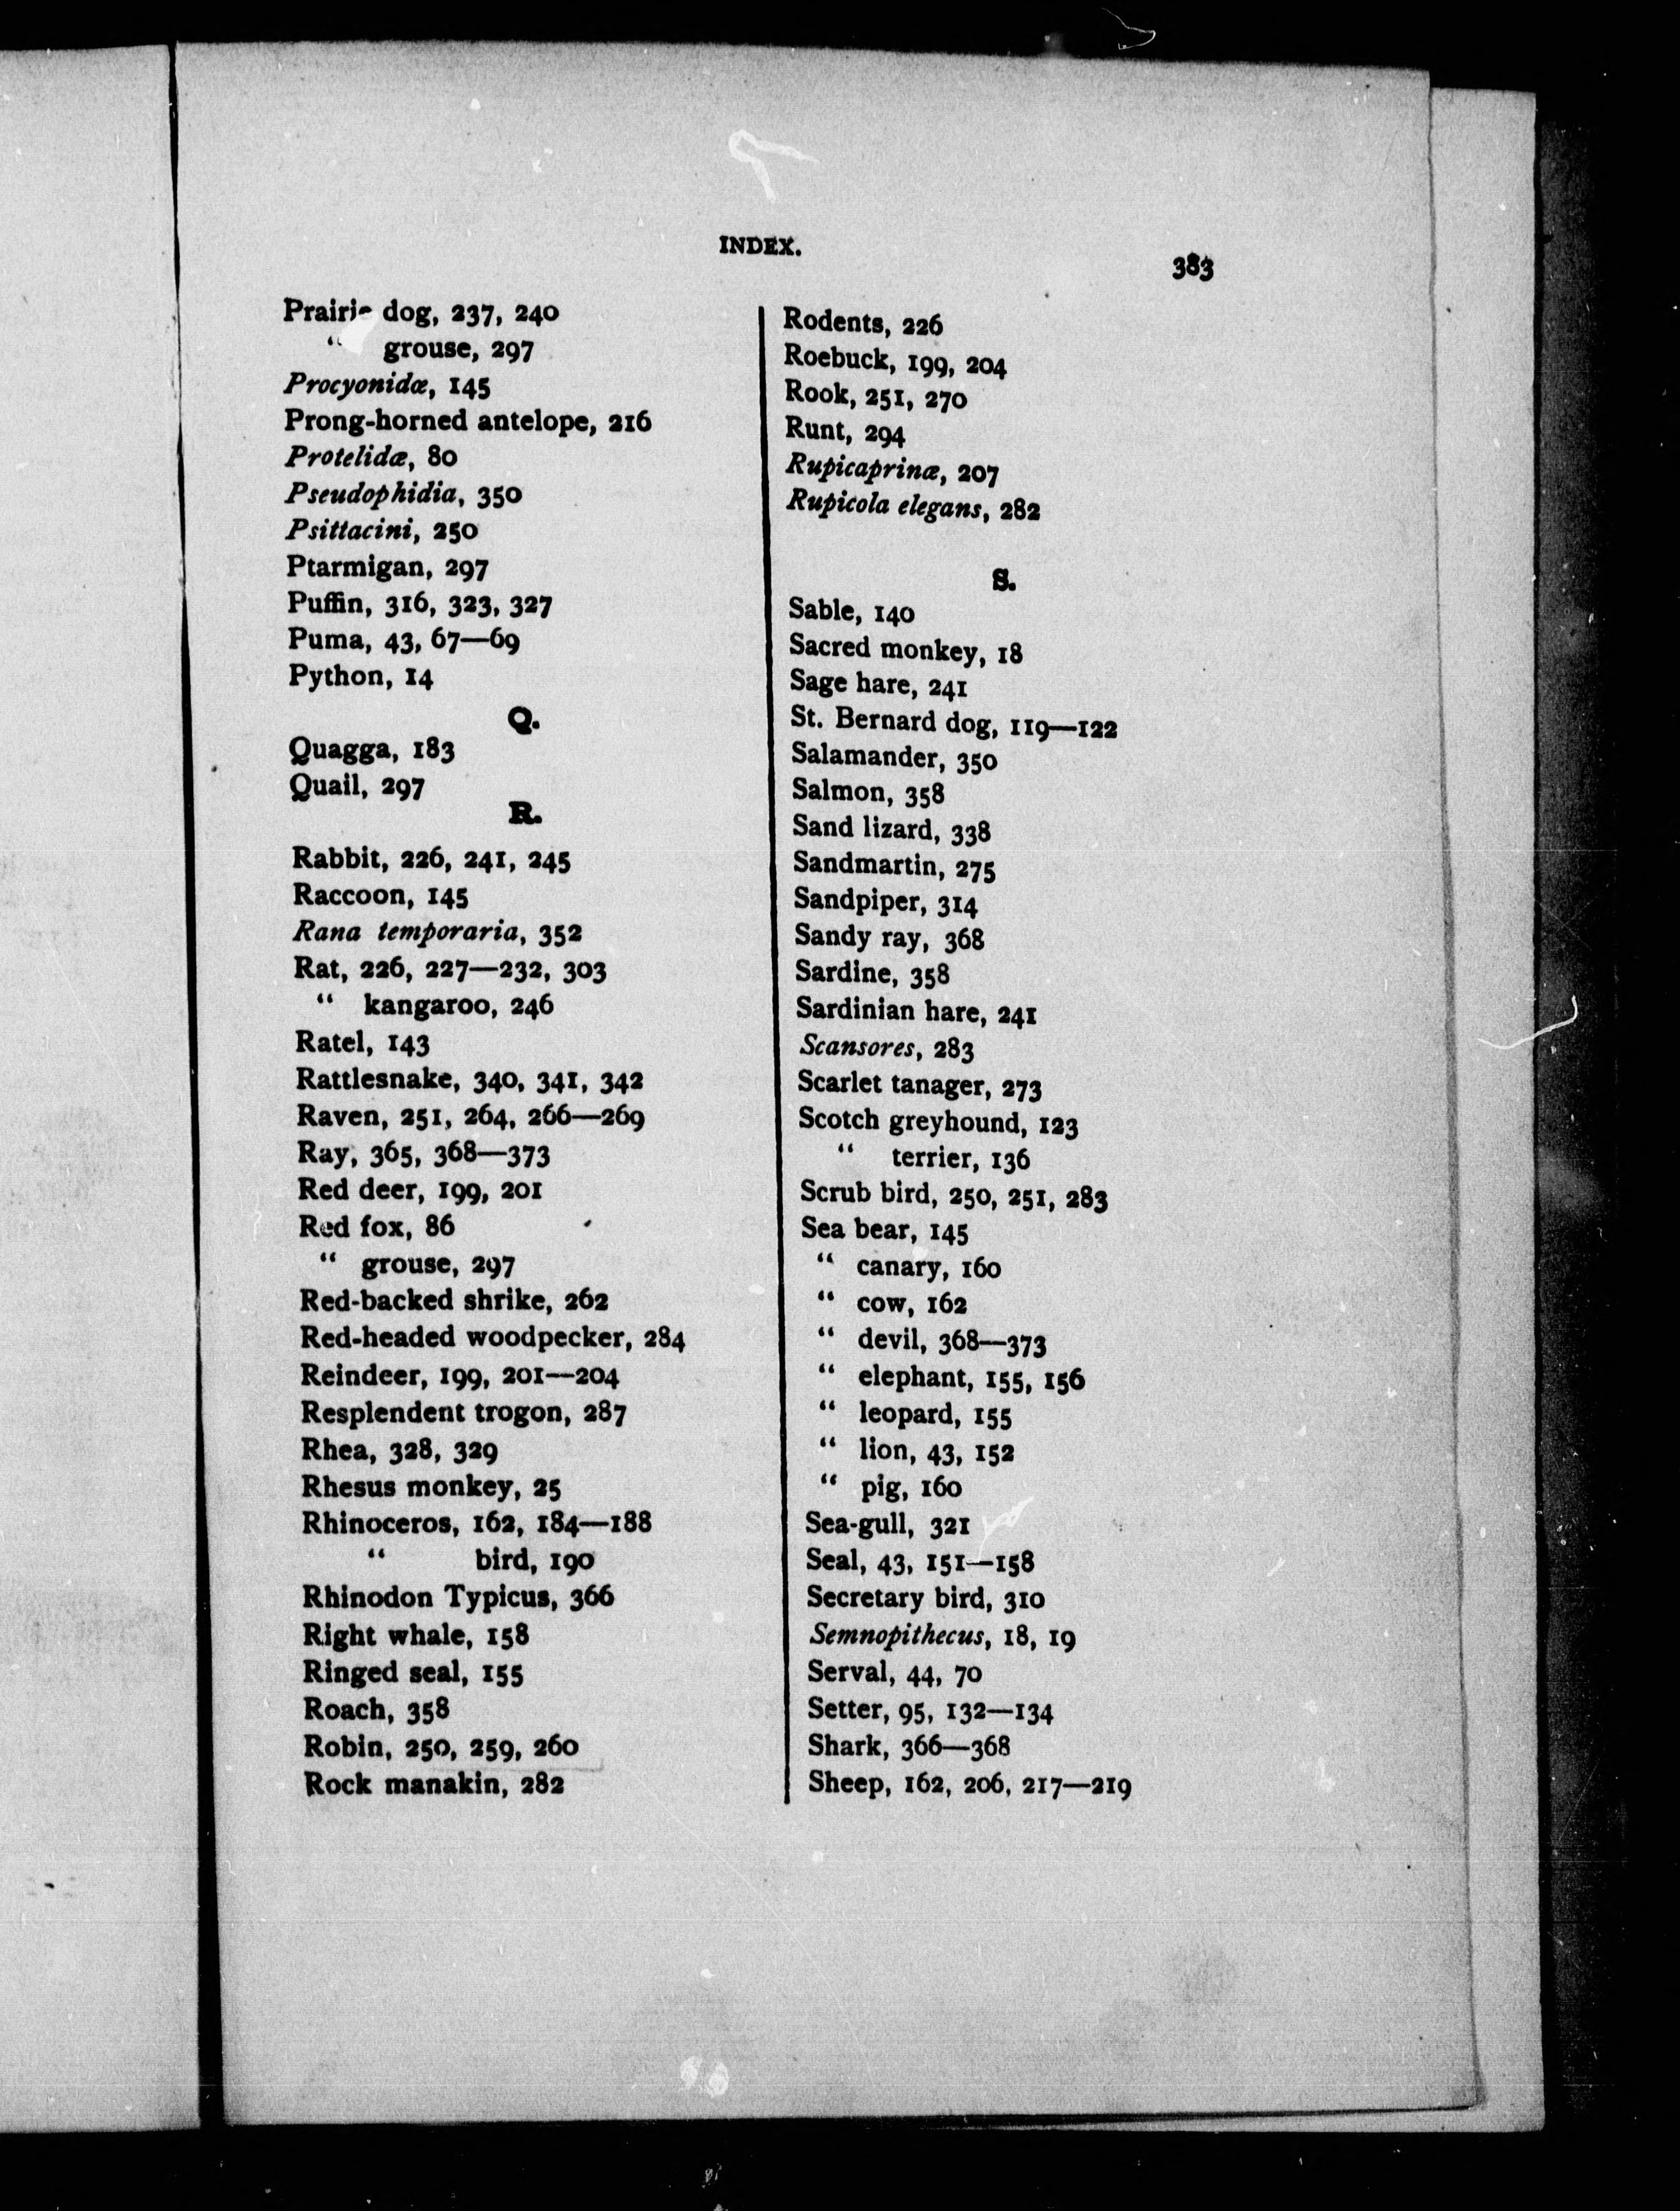 INDEX.
383
Prairie dog, 237, 240
“ grouse, 297
Procyonidæ, 145
Prong-horned antelope, 216
Protelidæ, 80
Pseudophidia, 350
Psittacini, 250
Ptarmigan, 297
Puffin, 316, 323, 327
Puma, 43, 67—69
Python, 14
Q.
Quagga, 183
Quail, 297
R.
Rabbit, 226, 241, 245
Raccoon, 145
Rana temporaria, 352
Rat, 226, 227—232, 303
“ kangaroo, 246
Ratel, 143
Rattlesnake, 340, 341, 342
Raven, 251, 264, 266—269
Ray, 365, 368—373
Red deer, 199, 201
Red fox, 86
“ grouse, 297
Red-backed shrike, 262
Red-headed woodpecker, 284
Reindeer, 199, 201—204
Resplendent trogon, 287
Rhea, 328, 329
Rhesus monkey, 25
Rhinoceros, 162, 184—188
“ bird, 190
Rhinodon Typicus, 366
Right whale, 158
Ringed seal, 155
Roach, 358
Robin, 250, 259, 260
Rock manakin, 282
Rodents, 226
Roebuck, 199, 204
Rook, 251, 270
Runt, 294
Rupicaprinæ, 207
Rupicola elegans, 282
S.
Sable, 140
Sacred monkey, 18
Sage hare, 241
St. Bernard dog, 119—122
Salamander, 350
Salmon, 358
Sand lizard, 338
Sandmartin, 275
Sandpiper, 314
Sandy ray, 368
Sardine, 358
Sardinian hare, 241
Scansores, 283
Scarlet tanager, 273
Scotch greyhound, 123
“ terrier, 136
Scrub bird, 250, 251, 283
Sea bear, 145
“ canary, 160
“ cow, 162
“ devil, 368—373
“ elephant, 155, 156
“ leopard, 155
“ lion, 43, 152
“ pig, 160
Sea-gull, 321
Seal, 43, 151—158
Secretary bird, 310
Semnopithecus, 18, 19
Serval, 44, 70
Setter, 95, 132—134
Shark, 366—368
Sheep, 162, 206, 217—219